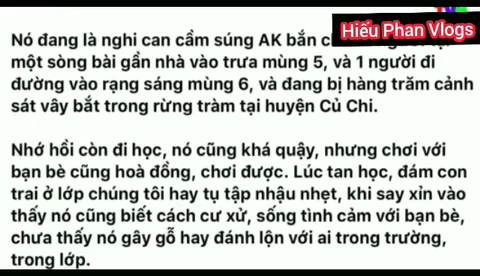 Hiếu Phan Vlogs
Nó đang là nghi can cầm súng AK bắn
một sòng bài gần nhà vào trưa mùng 5, và 1 người đi
đường vào rạng sáng mùng 6, và đang bị hàng trăm cảnh
sát vây bắt trong rừng tràm tại huyện Củ Chi.
Nhớ hồi còn đi học, nó cũng khá quậy, nhưng chơi với
bạn bè cũng hoà đồng, chơi được. Lúc tan học, đám con
trai ở lớp chúng tôi hay tụ tập nhậu nhẹt, khi say xỉn vào
thấy nó cũng biết cách cư xử, sống tình cảm với bạn bè,
chưa thấy nó gây gỗ hay đánh lộn với ai trong trường,
trong lớp.